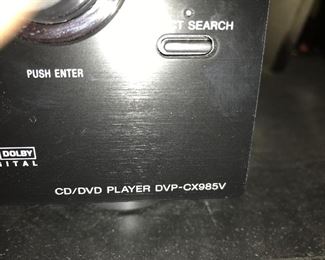 SEARCH
PUSH ENTER
DOLBY
CD/DVD PLAYER DVP-CX985V